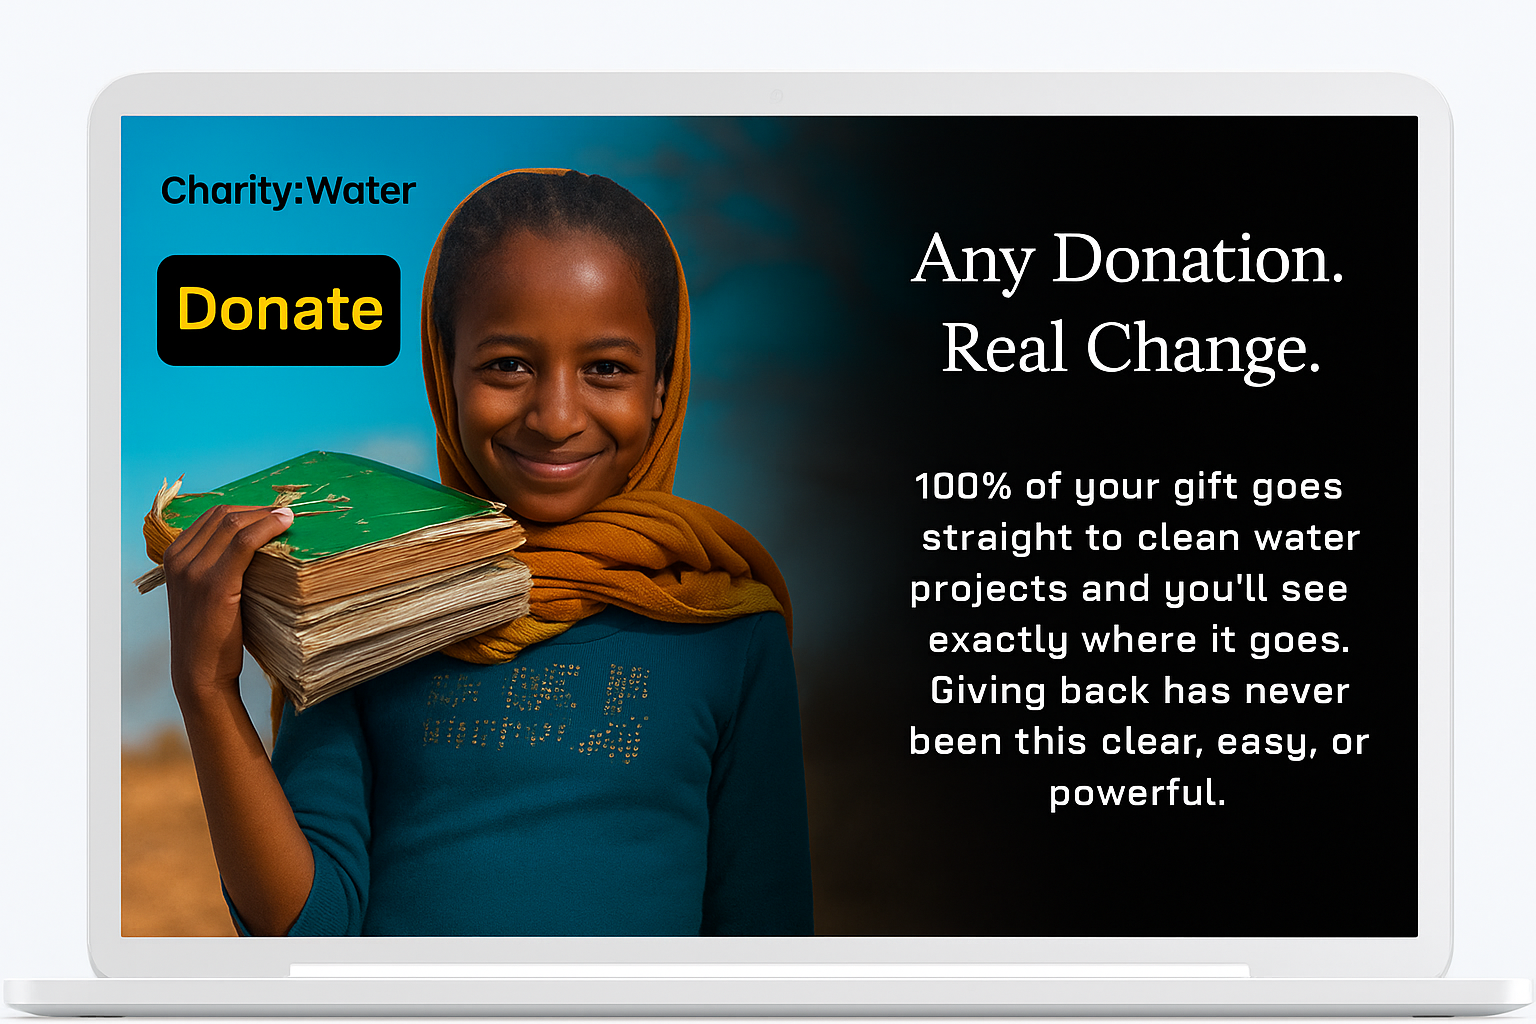 Charity:Water
Donate
Any Donation.
Real Change.
100% of your gift goes
straight to clean water
projects and you'll see
exactly where it goes.
Giving back has never
been this clear, easy, or
powerful.